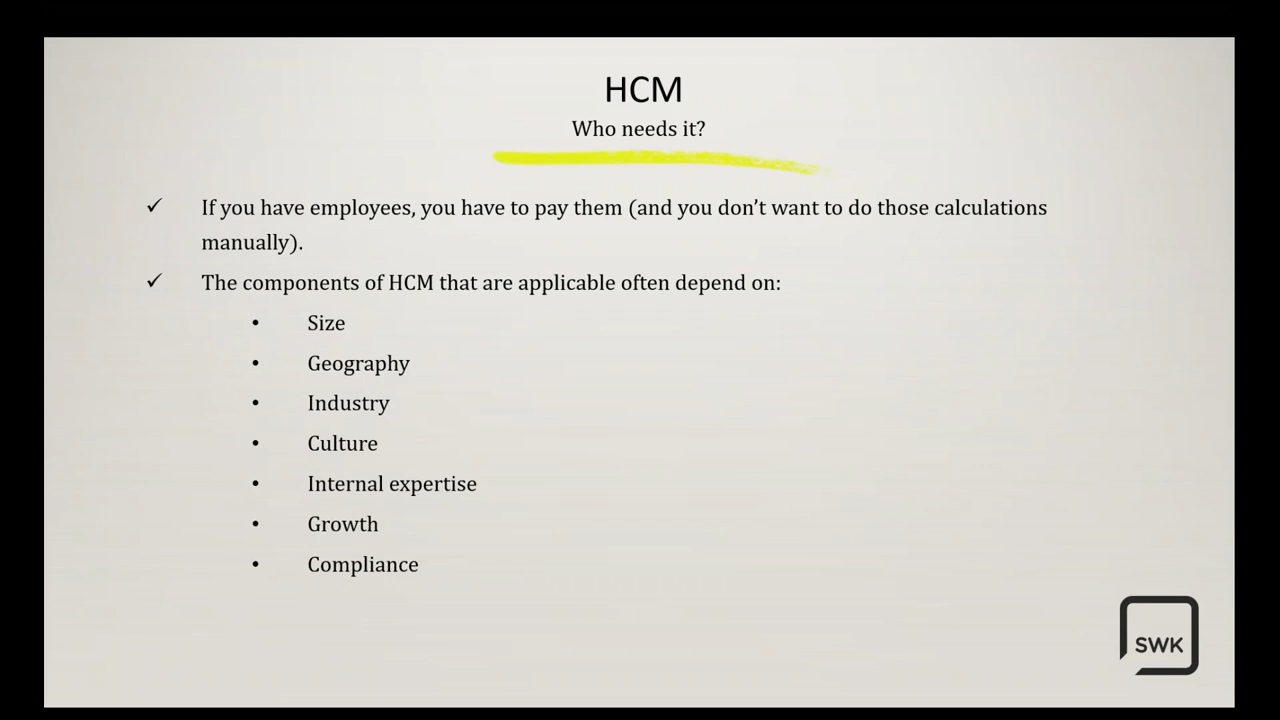 HCM
Who needs it?
✓ If you have employees, you have to pay them (and you don’t want to do those calculations
manually).
✓ The components of HCM that are applicable often depend on:
• Size
• Geography
• Industry
• Culture
• Internal expertise
• Growth
• Compliance
SWK